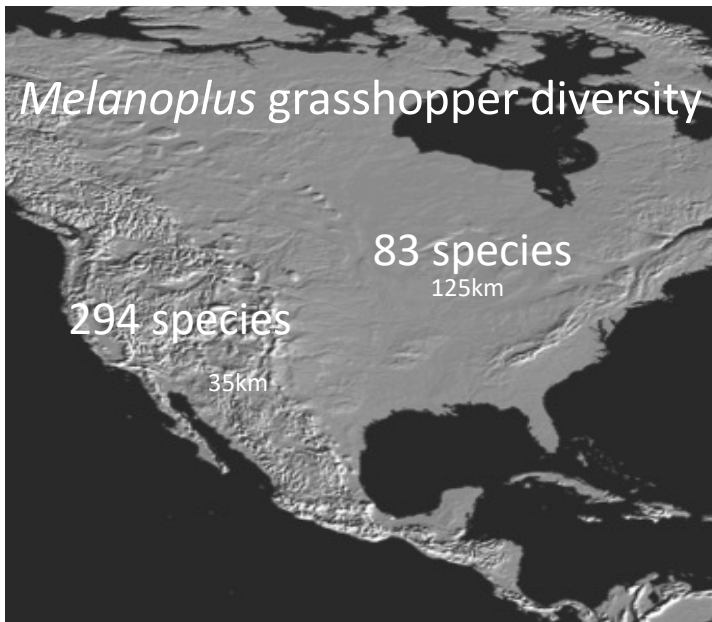 Melanoplus grasshopper diversity
83 species
125km
294 species
35km